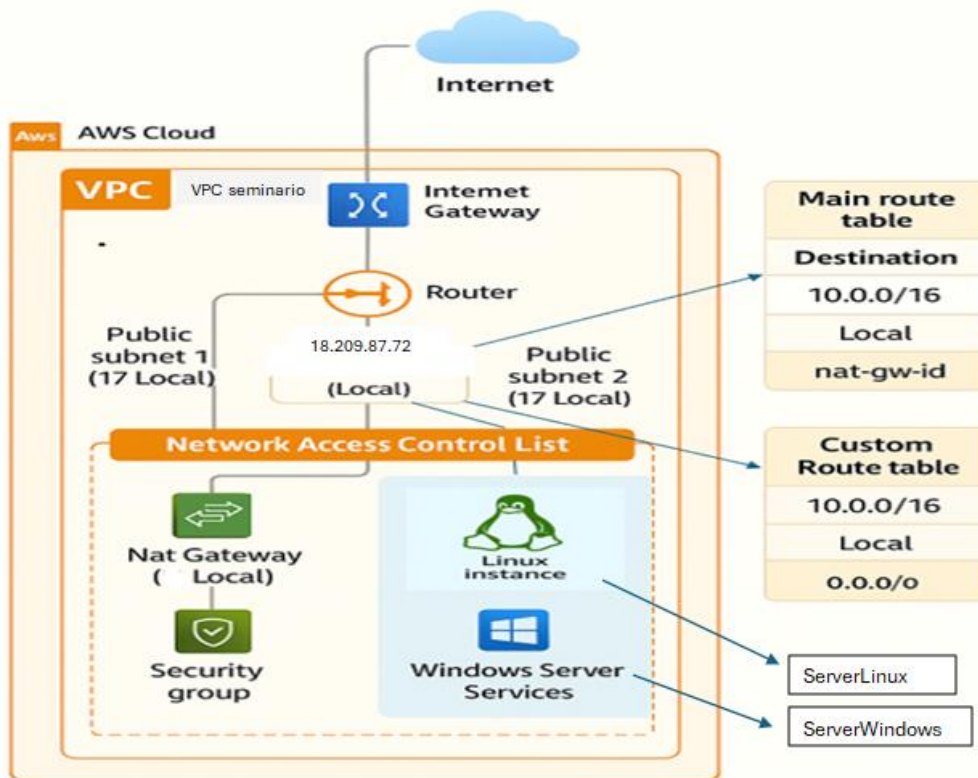 Internet
Aws
AWS Cloud
VPC
VPC seminario
Internet
Gateway
Router
Public
subnet 1
(17 Local)
18.209.87.72
(Local)
Public
subnet 2
(17 Local)
Network Access Control List
Nat Gateway
( Local)
Security
group
Linux
instance
Windows Server
Services
Main route
table
Destination
10.0.0/16
Local
nat-gw-id
Custom
Route table
10.0.0/16
Local
0.0.0/o
ServerLinux
ServerWindows